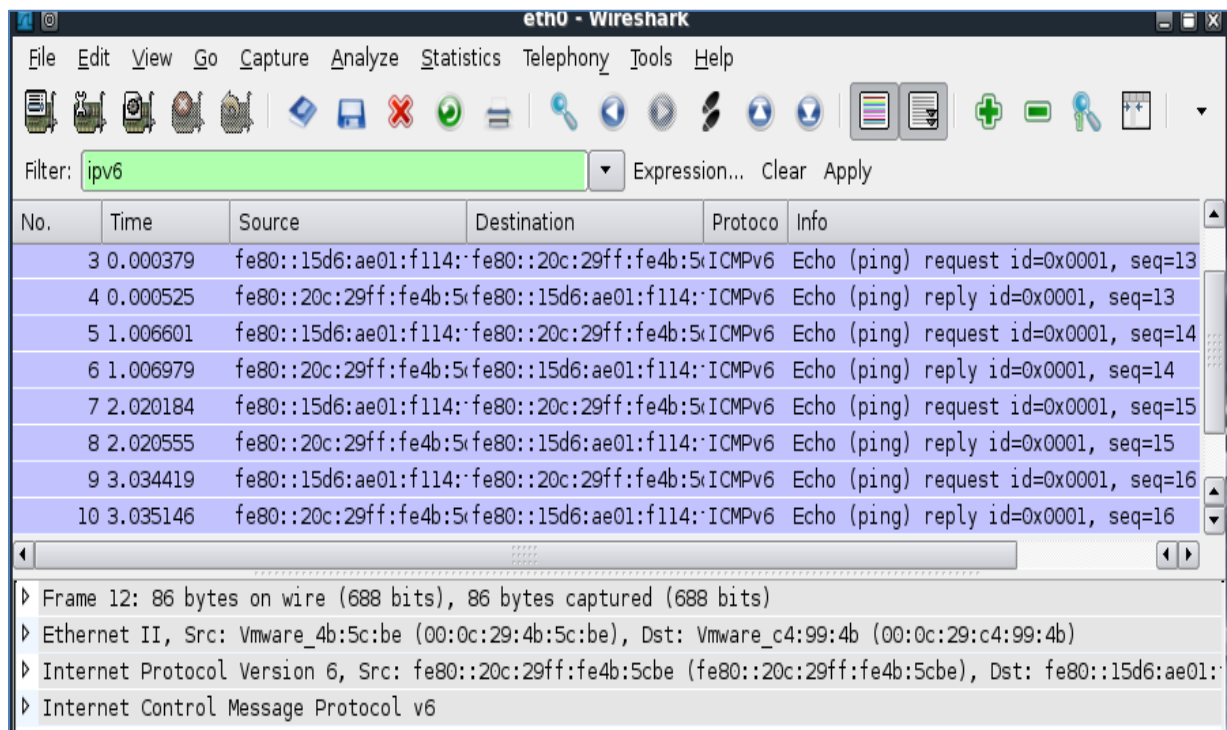 eth0 - Wireshark
File Edit View Go Capture Analyze Statistics Telephony Tools Help
Filter: ipv6 Expression... Clear Apply
No. Time Source Destination Protoco Info
3 0.000379 fe80::15d6:ae01:f114: fe80::20c:29ff:fe4b:5c ICMPv6 Echo (ping) request id=0x0001, seq=13
4 0.000525 fe80::20c:29ff:fe4b:5c fe80::15d6:ae01:f114: ICMPv6 Echo (ping) reply id=0x0001, seq=13
5 1.006601 fe80::15d6:ae01:f114: fe80::20c:29ff:fe4b:5c ICMPv6 Echo (ping) request id=0x0001, seq=14
6 1.006979 fe80::20c:29ff:fe4b:5c fe80::15d6:ae01:f114: ICMPv6 Echo (ping) reply id=0x0001, seq=14
7 2.020184 fe80::15d6:ae01:f114: fe80::20c:29ff:fe4b:5c ICMPv6 Echo (ping) request id=0x0001, seq=15
8 2.020555 fe80::20c:29ff:fe4b:5c fe80::15d6:ae01:f114: ICMPv6 Echo (ping) reply id=0x0001, seq=15
9 3.034419 fe80::15d6:ae01:f114: fe80::20c:29ff:fe4b:5c ICMPv6 Echo (ping) request id=0x0001, seq=16
10 3.035146 fe80::20c:29ff:fe4b:5c fe80::15d6:ae01:f114: ICMPv6 Echo (ping) reply id=0x0001, seq=16
Frame 12: 86 bytes on wire (688 bits), 86 bytes captured (688 bits)
Ethernet II, Src: Vmware_4b:5c:be (00:0c:29:4b:5c:be), Dst: Vmware_c4:99:4b (00:0c:29:c4:99:4b)
Internet Protocol Version 6, Src: fe80::20c:29ff:fe4b:5cbe (fe80::20c:29ff:fe4b:5cbe), Dst: fe80::15d6:ae01:
Internet Control Message Protocol v6